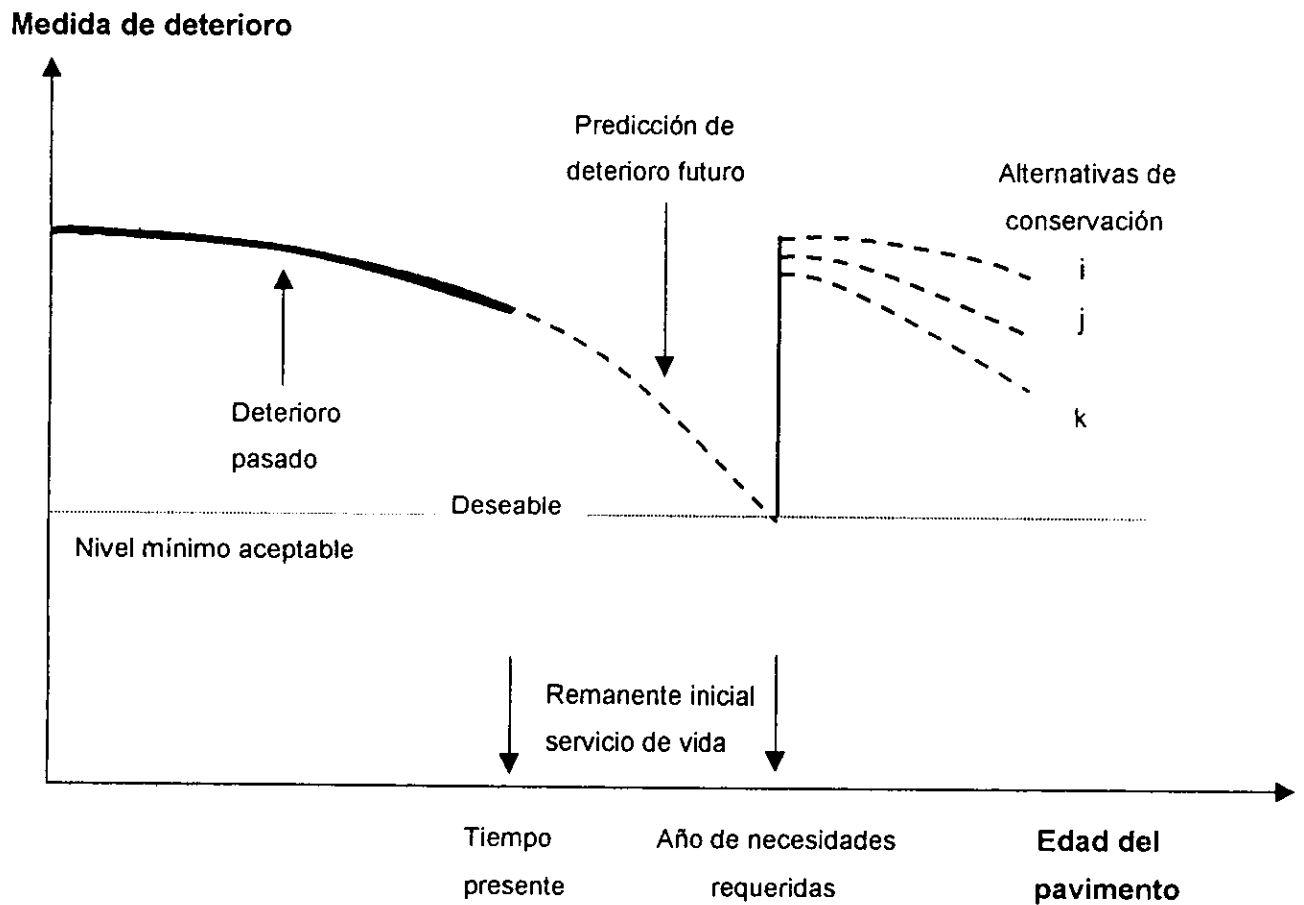 Medida de deterioro
Predicción de
deterioro futuro
Alternativas de
conservación
i
j
k
Deterioro
pasado
Deseable
Nivel mínimo aceptable
Remanente inicial
servicio de vida
Tiempo
presente
Año de necesidades
requeridas
Edad del
pavimento